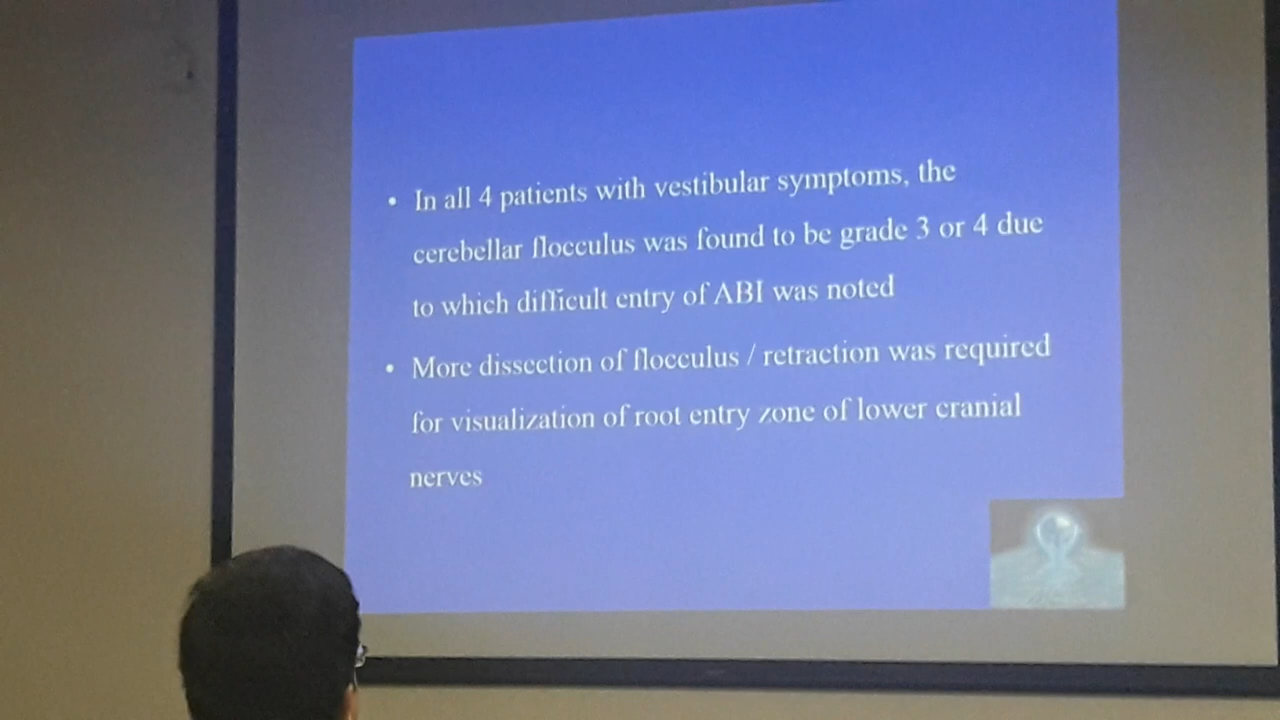 • In all 4 patients with vestibular symptoms, the
cerebellar flocculus was found to be grade 3 or 4 due
to which difficult entry of ABI was noted
• More dissection of flocculus / retraction was required
for visualization of root entry zone of lower cranial
nerves